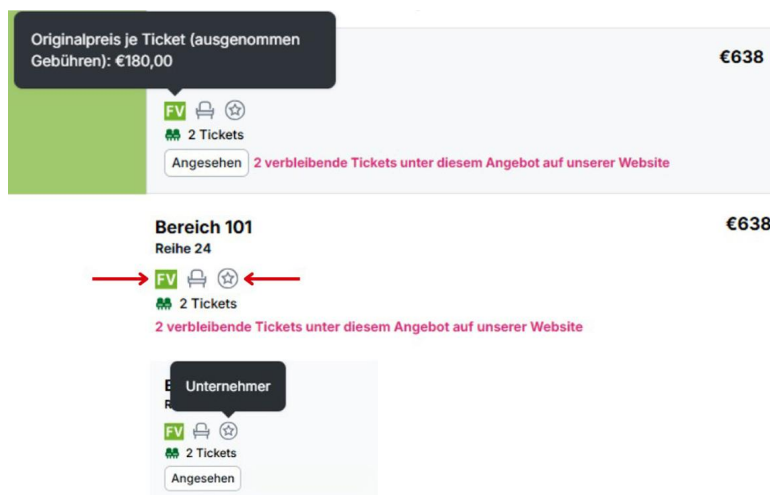 Originalpreis je Ticket (ausgenommen
Gebühren): €180,00
€638
FV
2 Tickets
Angesehen 2 verbleibende Tickets unter diesem Angebot auf unserer Website
Bereich 101
€638
Reihe 24
FV
2 Tickets
2 verbleibende Tickets unter diesem Angebot auf unserer Website
Unternehmer
FV
2 Tickets
Angesehen